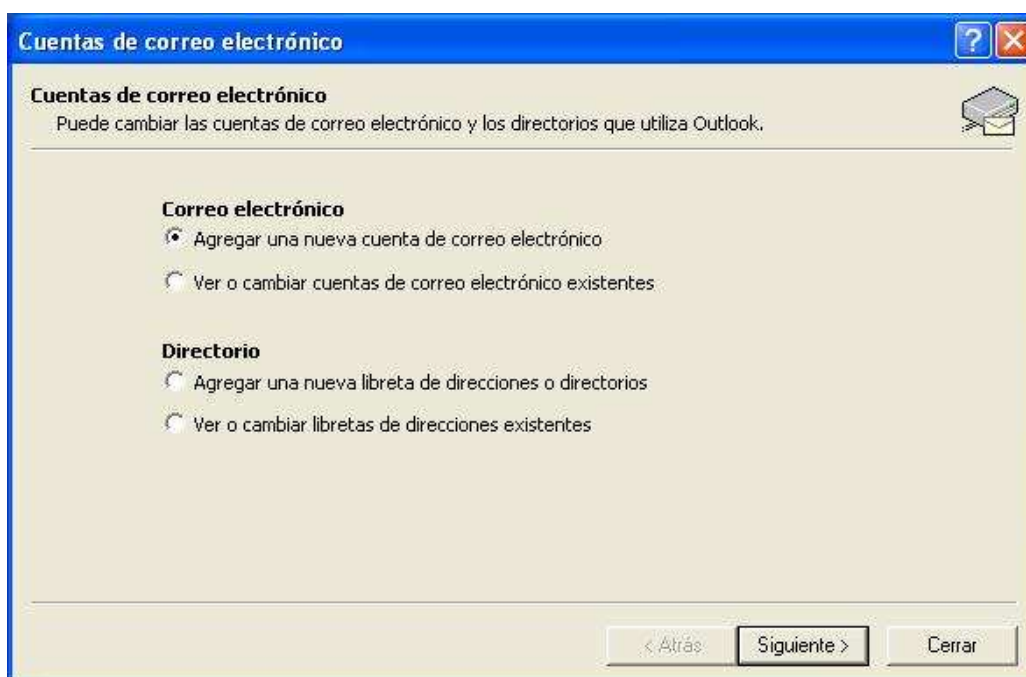 Cuentas de correo electrónico
?
Cuentas de correo electrónico
Puede cambiar las cuentas de correo electrónico y los directorios que utiliza Outlook.
Correo electrónico
Agregar una nueva cuenta de correo electrónico
Ver o cambiar cuentas de correo electrónico existentes
Directorio
Agregar una nueva libreta de direcciones o directorios
Ver o cambiar libretas de direcciones existentes
< Atrás Siguiente > Cerrar